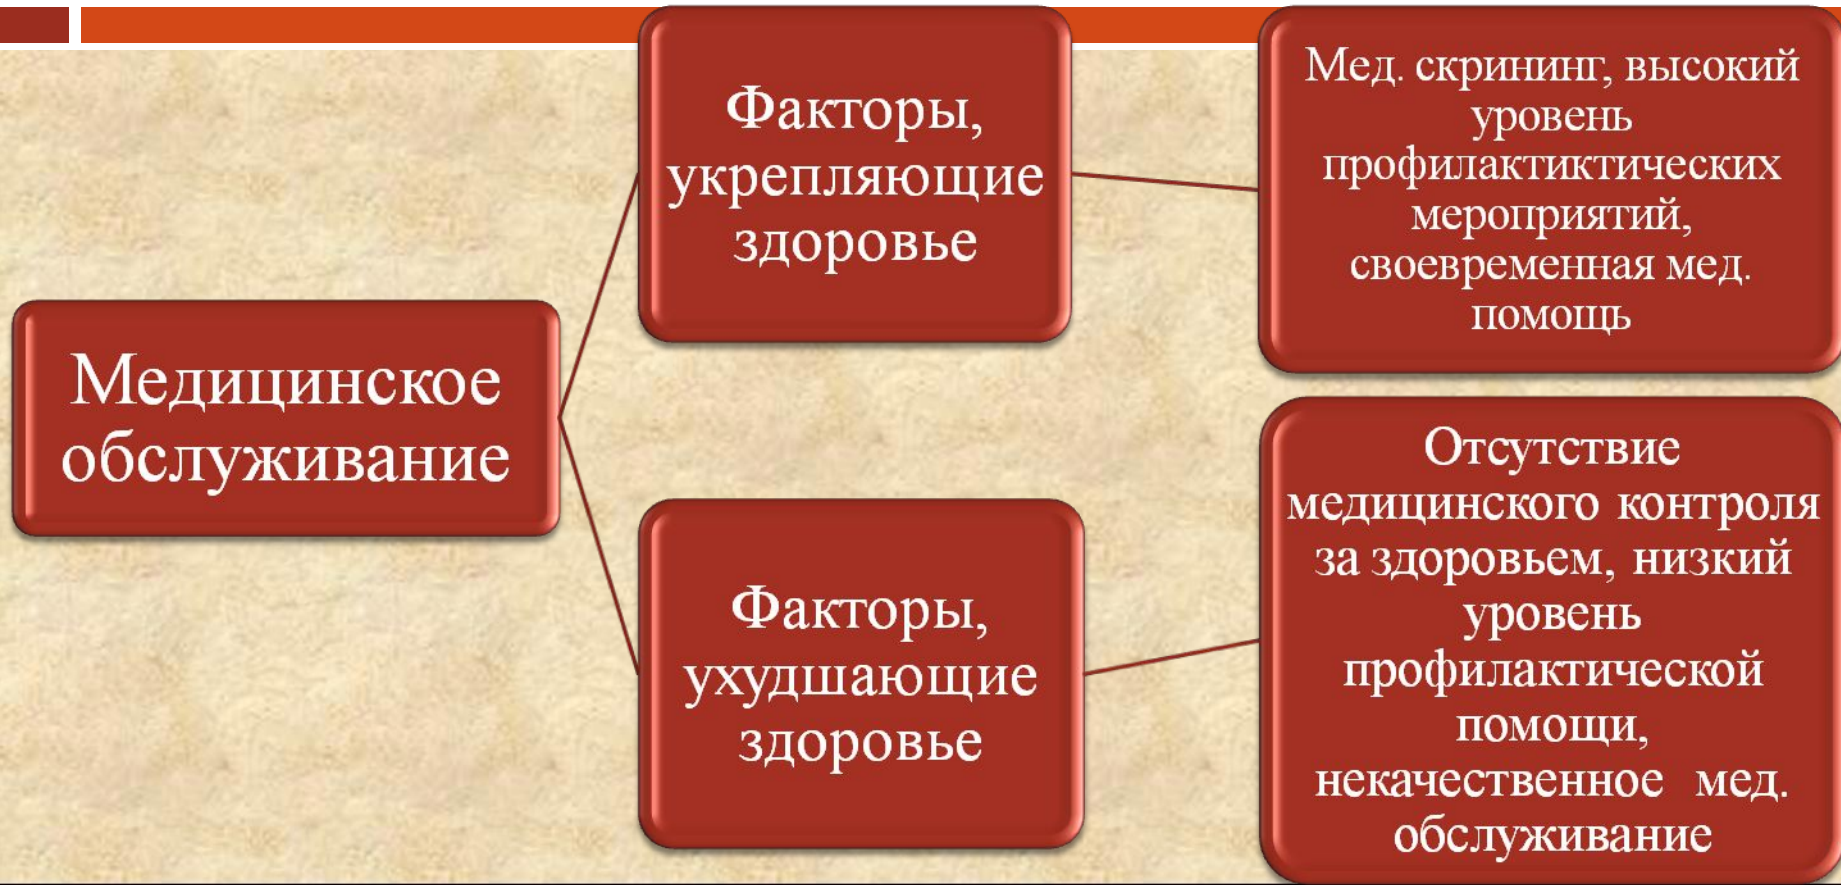 Медицинское
обслуживание
Факторы,
укрепляющие
здоровье
Мед. скрининг, высокий
уровень
профилактиктических
мероприятий,
своевременная мед.
помощь
Факторы,
ухудшающие
здоровье
Отсутствие
медицинского контроля
за здоровьем, низкий
уровень
профилактической
помощи,
некачественное мед.
обслуживание